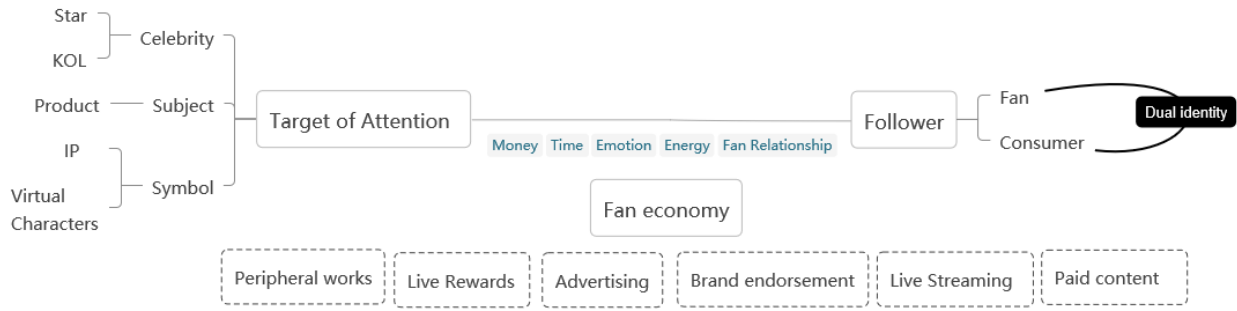 Star
KOL
Celebrity
Product
Subject
IP
Virtual
Characters
Symbol
Target of Attention
Money Time Emotion Energy Fan Relationship
Follower
Fan
Consumer
Dual identity
Fan economy
Peripheral works
Live Rewards
Advertising
Brand endorsement
Live Streaming
Paid content